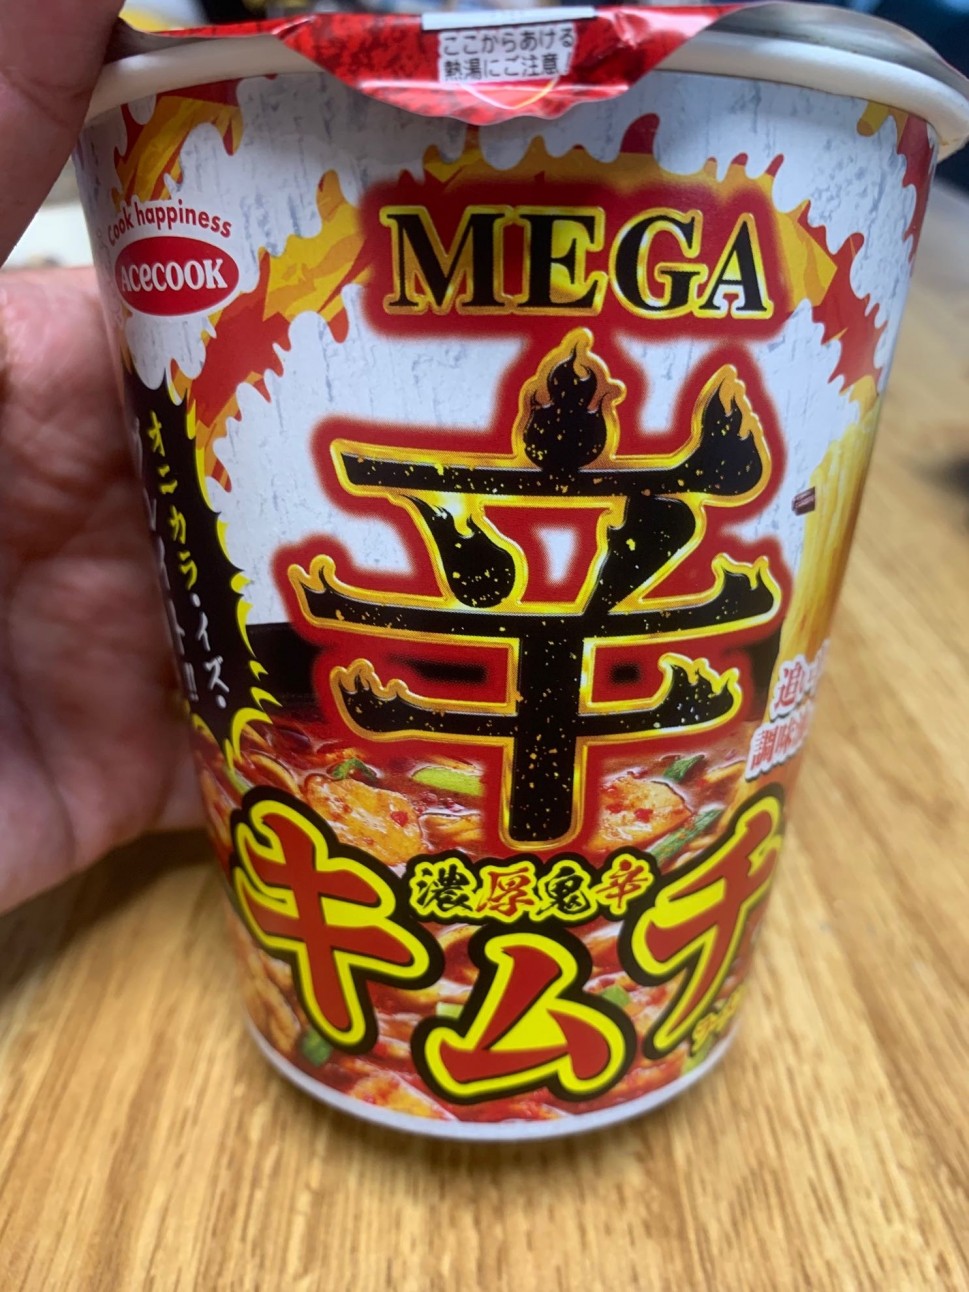 ここからあける
熱湯にご注意!
Cook happiness
ACECOOK
MEGA
辛
オニカラ・イズ・
濃厚鬼辛
キムチ